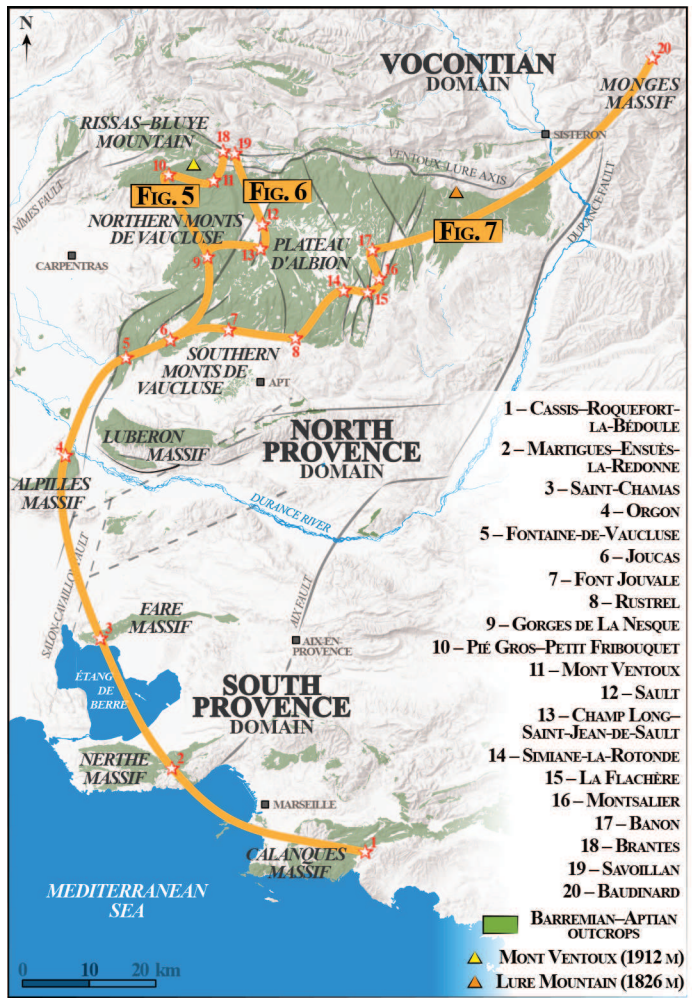 N
VOCONTIAN
DOMAIN
20
MONGES
MASSIF
RISSAS–BLUYE
MOUNTAIN
18
19
SISTERON
VENTOUX-LURE AXIS
10
11
NÎMES FAULT
FIG. 5
FIG. 6
DURANCE FAULT
NORTHERN MONTS
DE VAUCLUSE
12
FIG. 7
13
PLATEAU
D'ALBION
17
CARPENTRAS
9
16
14
15
5
6
7
8
SOUTHERN
MONTS DE
VAUCLUSE
APT
LUBERON
MASSIF
NORTH
PROVENCE
DOMAIN
4
ALPILLES
MASSIF
DURANCE RIVER
SALON-CAVAILLON FAULT
AIX FAULT
3
FARE
MASSIF
AIX-EN-
PROVENCE
ÉTANG
DE
BERRE
SOUTH
PROVENCE
DOMAIN
NERTHE
MASSIF
2
MARSEILLE
1
CALANQUES
MASSIF
MEDITERRANEAN
SEA
0 10 20 km
1 – CASSIS–ROQUEFORT-
LA-BÉDOULE
2 – MARTIGUES–ENSUÈS-
LA-REDONNE
3 – SAINT-CHAMAS
4 – ORGON
5 – FONTAINE-DE-VAUCLUSE
6 – JOUCAS
7 – FONT JOUVALE
8 – RUSTREL
9 – GORGES DE LA NESQUE
10 – PIÉ GROS–PETIT FRIBOUQUET
11 – MONT VENTOUX
12 – SAULT
13 – CHAMP LONG–
SAINT-JEAN-DE-SAULT
14 – SIMIANE-LA-ROTONDE
15 – LA FLACHÈRE
16 – MONTSALIER
17 – BANON
18 – BRANTES
19 – SAVOILLAN
20 – BAUDINARD
BARREMIAN–APTIAN
OUTCROPS
MONT VENTOUX (1912 M)
LURE MOUNTAIN (1826 M)